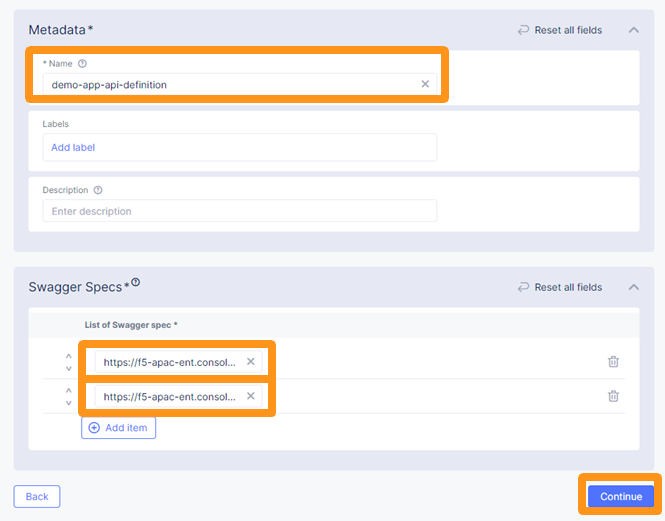 Metadata*
Reset all fields
* Name
demo-app-api-definition
Labels
Add label
Description
Enter description
Swagger Specs*
Reset all fields
List of Swagger spec *
https://f5-apac-ent.consol...
https://f5-apac-ent.consol...
Add item
Back
Continue